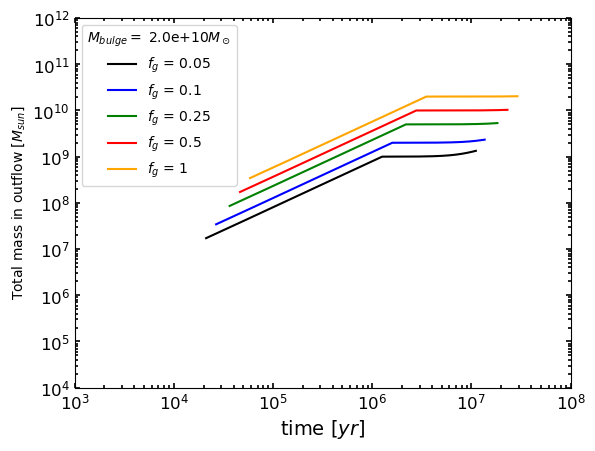 M_bulge = 2.0e+10M_⊙
f_g = 0.05
f_g = 0.1
f_g = 0.25
f_g = 0.5
f_g = 1
Total mass in outflow [M_sun]
10^12
10^11
10^10
10^9
10^8
10^7
10^6
10^5
10^4
10^3 10^4 10^5 10^6 10^7 10^8
time [yr]